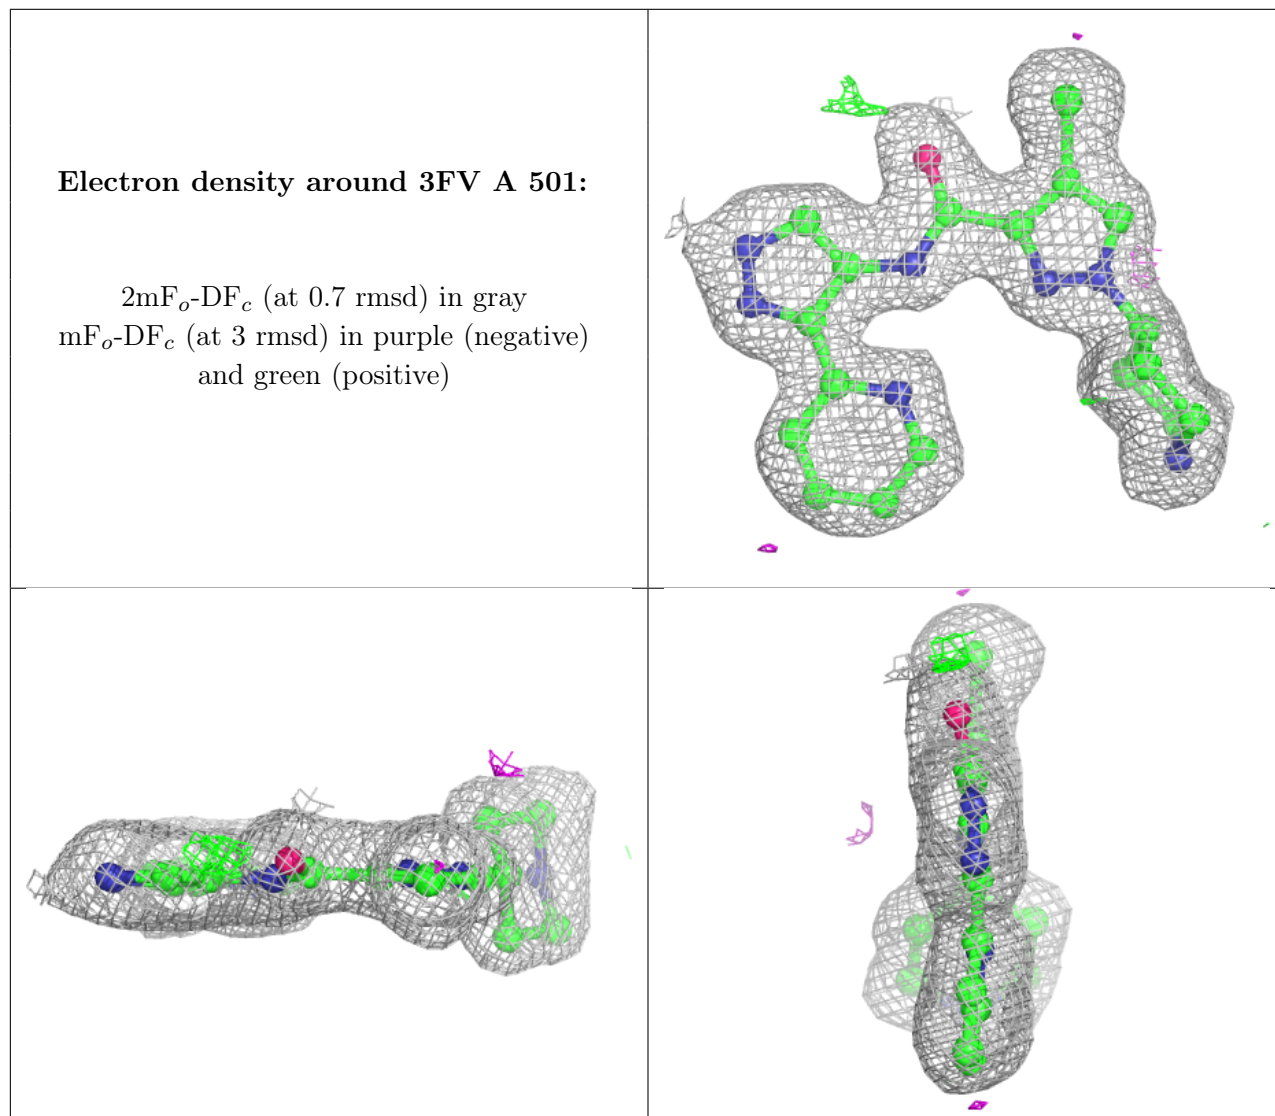 Electron density around 3FV A 501:
2mFo-DFc (at 0.7 rmsd) in gray
mFo-DFc (at 3 rmsd) in purple (negative)
and green (positive)